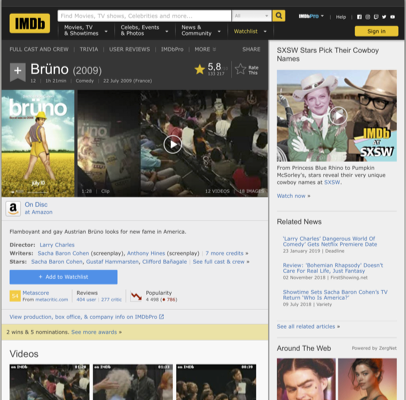 IMDb
Find Movies, TV shows, Celebrities and more...
All
IMDbPro
Help
Movies, TV & Showtimes
Celebs, Events & Photos
News & Community
Watchlist
Sign in
FULL CAST AND CREW | TRIVIA | USER REVIEWS | IMDbPro | MORE
SHARE
Brüno (2009)
12 | 1h 21min | Comedy | 22 July 2009 (France)
5,8
Rate This
brüno
1:28 | Clip
12 VIDEOS
18 IMAGES
On Disc
at Amazon
Flamboyant and gay Austrian Brüno looks for new fame in America.
Director: Larry Charles
Writers: Sacha Baron Cohen (screenplay), Anthony Hines (screenplay) | 7 more credits »
Stars: Sacha Baron Cohen, Gustaf Hammarsten, Clifford Bañagale | See full cast & crew »
+ Add to Watchlist
Metascore
From metacritic.com
Reviews
404 user | 277 critic
Popularity
4 498 (786)
View production, box office, & company info on IMDbPro
2 wins & 5 nominations. See more awards »
Videos
SXSW Stars Pick Their Cowboy
Names
IMDb
at
SXSW
From Princess Blue Rhino to Pumpkin
McSorley's, stars reveal their very unique
cowboy names at SXSW.
Watch now »
Related News
'Larry Charles' Dangerous World Of
Comedy' Gets Netflix Premiere Date
23 January 2019 | Deadline
Review: 'Bohemian Rhapsody' Doesn't
Care For Real Life, Just Fantasy
02 November 2018 | FirstShowing.net
Showtime Sets Sacha Baron Cohen's TV
Return 'Who Is America?'
09 July 2018 | Variety
See all related articles »
Around The Web
Powered by ZergNet